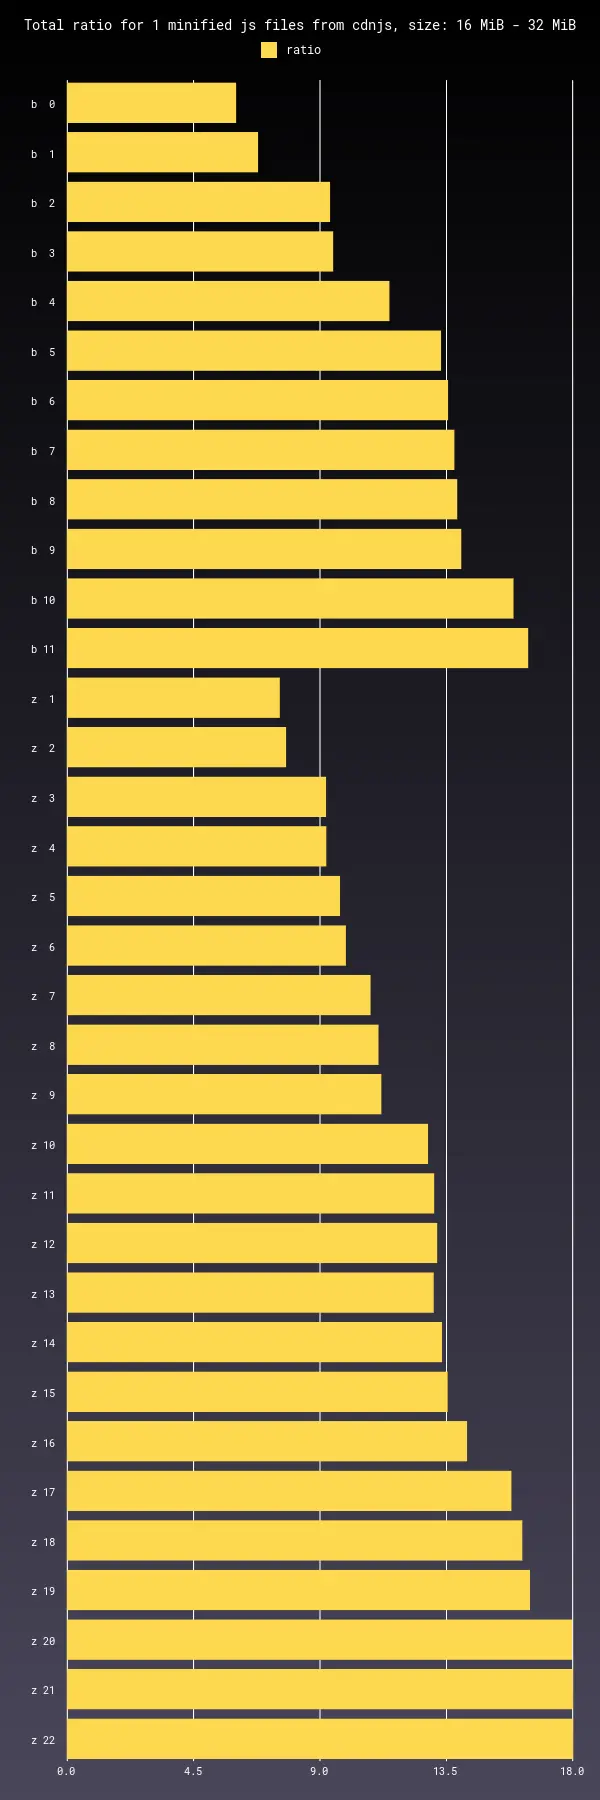 Total ratio for 1 minified js files from cdnjs, size: 16 MiB - 32 MiB
ratio
b 0
b 1
b 2
b 3
b 4
b 5
b 6
b 7
b 8
b 9
b 10
b 11
z 1
z 2
z 3
z 4
z 5
z 6
z 7
z 8
z 9
z 10
z 11
z 12
z 13
z 14
z 15
z 16
z 17
z 18
z 19
z 20
z 21
z 22
0.0 4.5 9.0 13.5 18.0